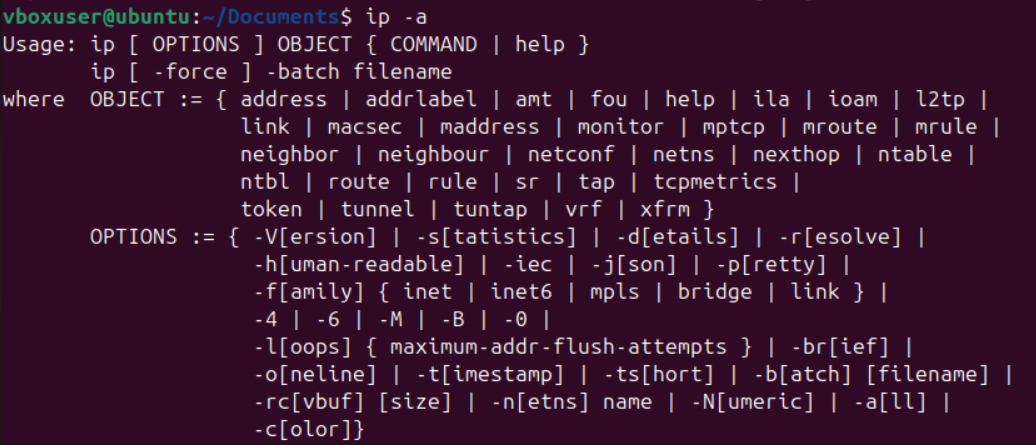 vboxuser@ubuntu:~/Documents$ ip -a
Usage: ip [ OPTIONS ] OBJECT { COMMAND | help }
       ip [ -force ] -batch filename
where  OBJECT := { address | addrlabel | amt | fou | help | ila | ioam | l2tp |
                   link | macsec | maddress | monitor | mptcp | mroute | mrule |
                   neighbor | neighbour | netconf | netns | nexthop | ntable |
                   ntbl | route | rule | sr | tap | tcpmetrics |
                   token | tunnel | tuntap | vrf | xfrm }
       OPTIONS := { -V[ersion] | -s[tatistics] | -d[etails] | -r[esolve] |
                    -h[uman-readable] | -iec | -j[son] | -p[retty] |
                    -f[amily] { inet | inet6 | mpls | bridge | link } |
                    -4 | -6 | -M | -B | -0 |
                    -l[oops] { maximum-addr-flush-attempts } | -br[ief] |
                    -o[neline] | -t[imestamp] | -ts[hort] | -b[atch] [filename] |
                    -rc[vbuf] [size] | -n[etns] name | -N[umeric] | -a[ll] |
                    -c[olor]}